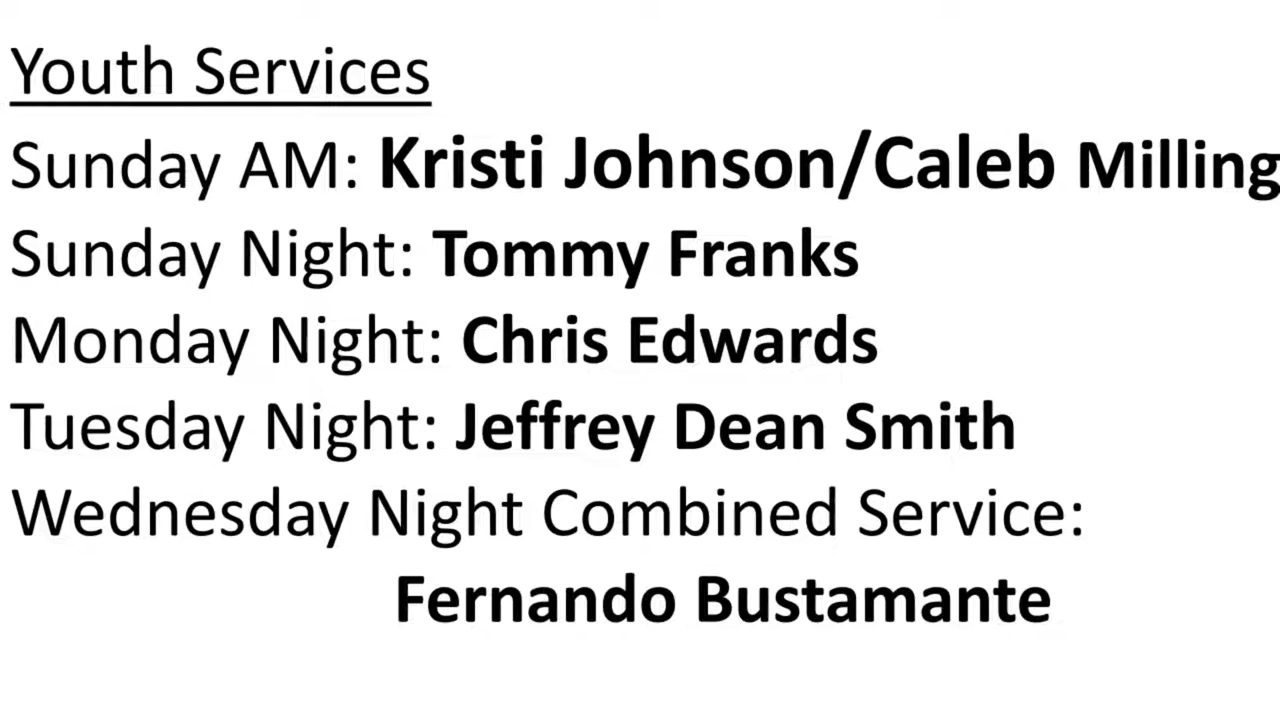 Youth Services
Sunday AM: Kristi Johnson/Caleb Milling
Sunday Night: Tommy Franks
Monday Night: Chris Edwards
Tuesday Night: Jeffrey Dean Smith
Wednesday Night Combined Service:
Fernando Bustamante